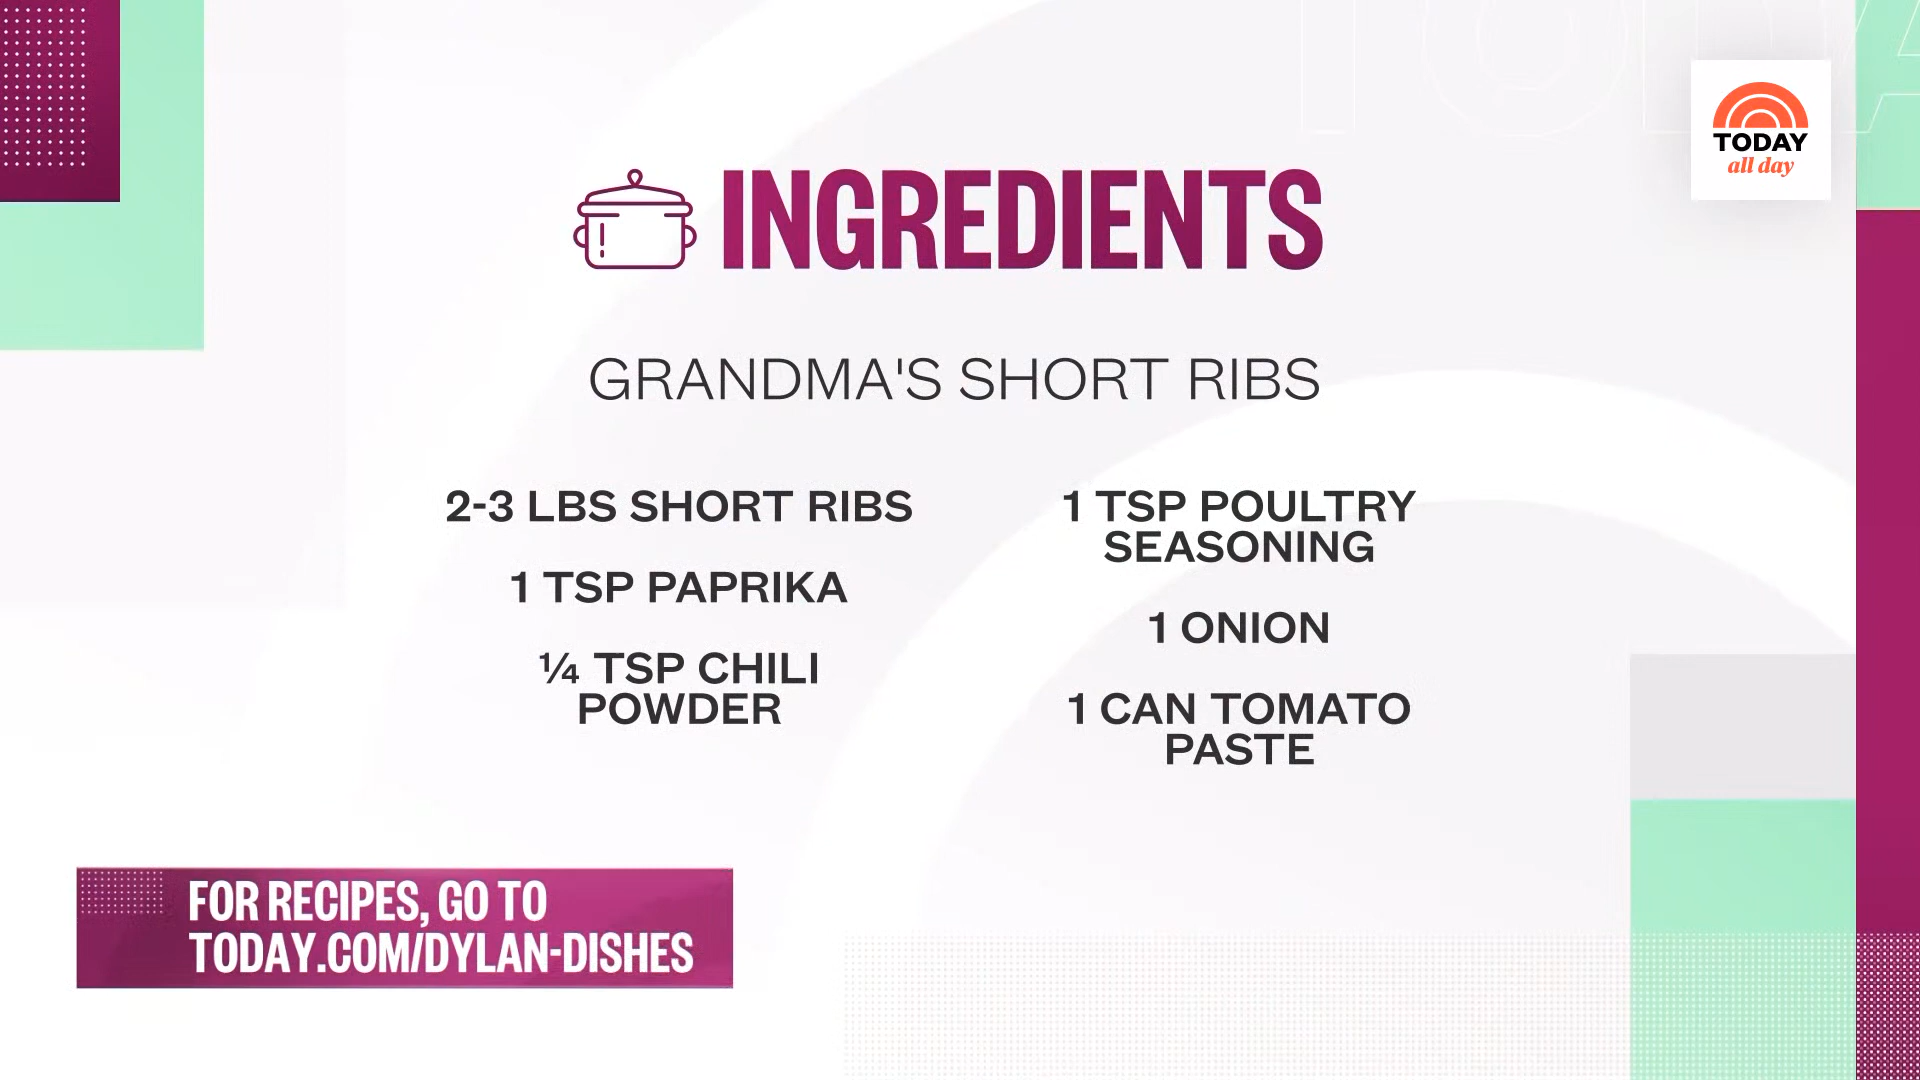 TODAY
all day
INGREDIENTS
GRANDMA'S SHORT RIBS
2-3 LBS SHORT RIBS
1 TSP PAPRIKA
¼ TSP CHILI
POWDER
1 TSP POULTRY
SEASONING
1 ONION
1 CAN TOMATO
PASTE
FOR RECIPES, GO TO
TODAY.COM/DYLAN-DISHES